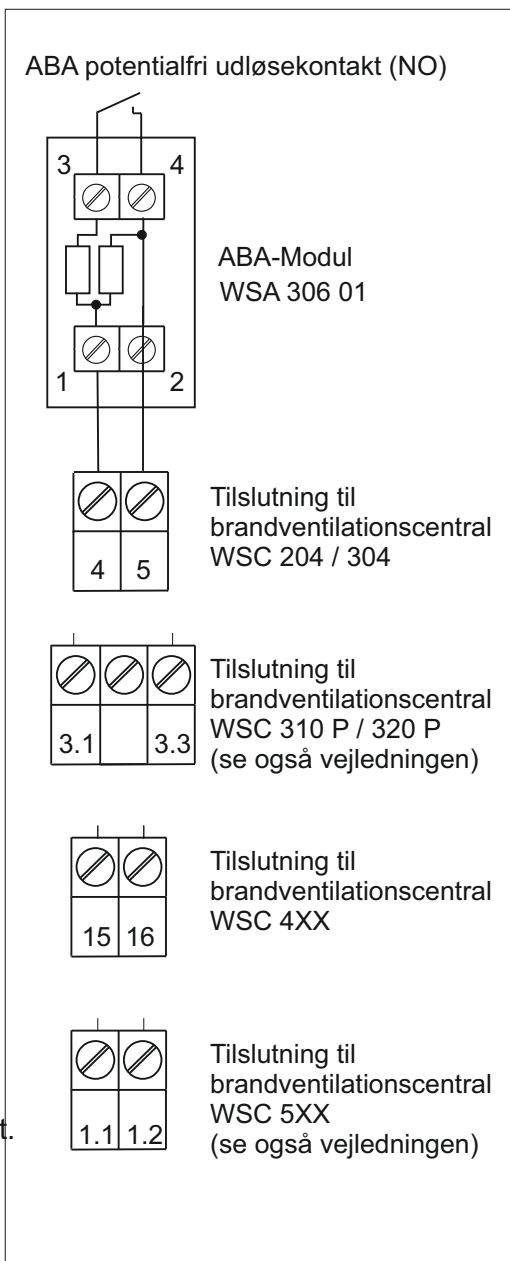 ABA potentialfri udløsekontakt (NO)
3 4
ABA-Modul
WSA 306 01
1 2
Tilslutning til
brandventilationscentral
WSC 204 / 304
4 5
Tilslutning til
brandventilationscentral
WSC 310 P / 320 P
(se også vejledningen)
3.1 3.3
Tilslutning til
brandventilationscentral
WSC 4XX
15 16
Tilslutning til
brandventilationscentral
WSC 5XX
(se også vejledningen)
t.
1.1 1.2